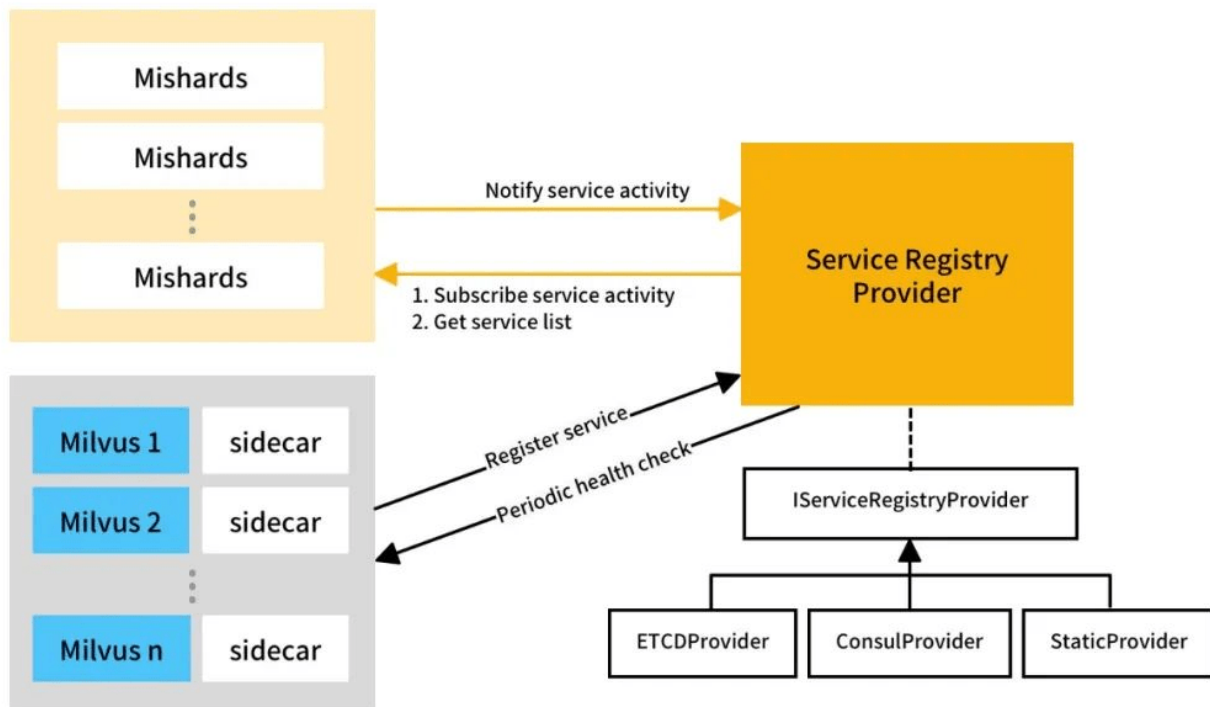 Mishards
Mishards
Mishards
Notify service activity
1. Subscribe service activity
2. Get service list
Service Registry
Provider
Milvus 1
sidecar
Milvus 2
sidecar
Milvus n
sidecar
Register service
Periodic health check
IServiceRegistryProvider
ETCDProvider
ConsulProvider
StaticProvider